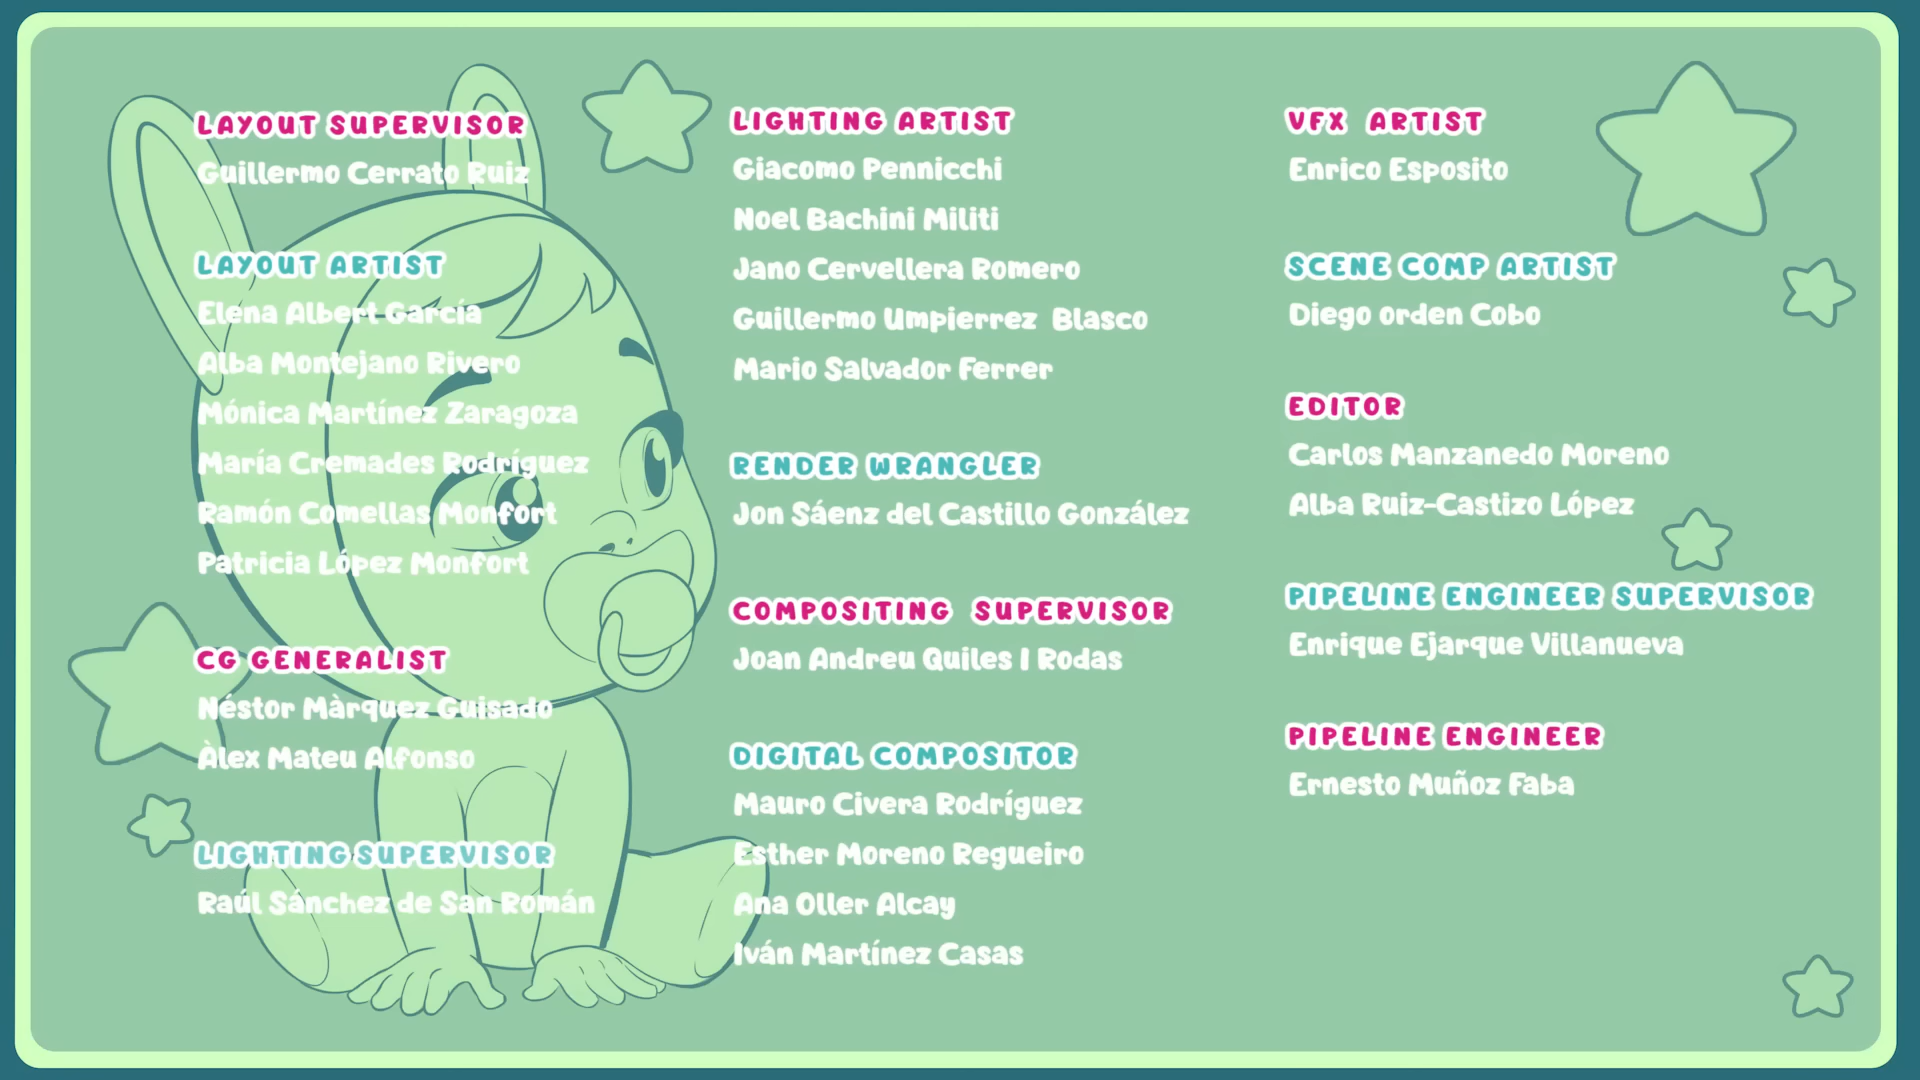 LAYOUT SUPERVISOR
Guillermo Cerrato Ruiz
LAYOUT ARTIST
Elena Albert García
Alba Montejano Rivero
Mónica Martínez Zaragoza
María Cremades Rodríguez
Ramón Comellas Monfort
Patricia López Monfort
CG GENERALIST
Néstor Màrquez Guisado
Àlex Mateu Alfonso
LIGHTING SUPERVISOR
Raúl Sánchez de San Román
LIGHTING ARTIST
Giacomo Pennicchi
Noel Bachini Militi
Jano Cervellera Romero
Guillermo Umpierrez Blasco
Mario Salvador Ferrer
RENDER WRANGLER
Jon Sáenz del Castillo González
COMPOSITING SUPERVISOR
Joan Andreu Quiles I Rodas
DIGITAL COMPOSITOR
Mauro Civera Rodríguez
Esther Moreno Regueiro
Ana Oller Alcay
Iván Martínez Casas
VFX ARTIST
Enrico Esposito
SCENE COMP ARTIST
Diego orden Cobo
EDITOR
Carlos Manzanedo Moreno
Alba Ruiz-Castizo López
PIPELINE ENGINEER SUPERVISOR
Enrique Ejarque Villanueva
PIPELINE ENGINEER
Ernesto Muñoz Faba